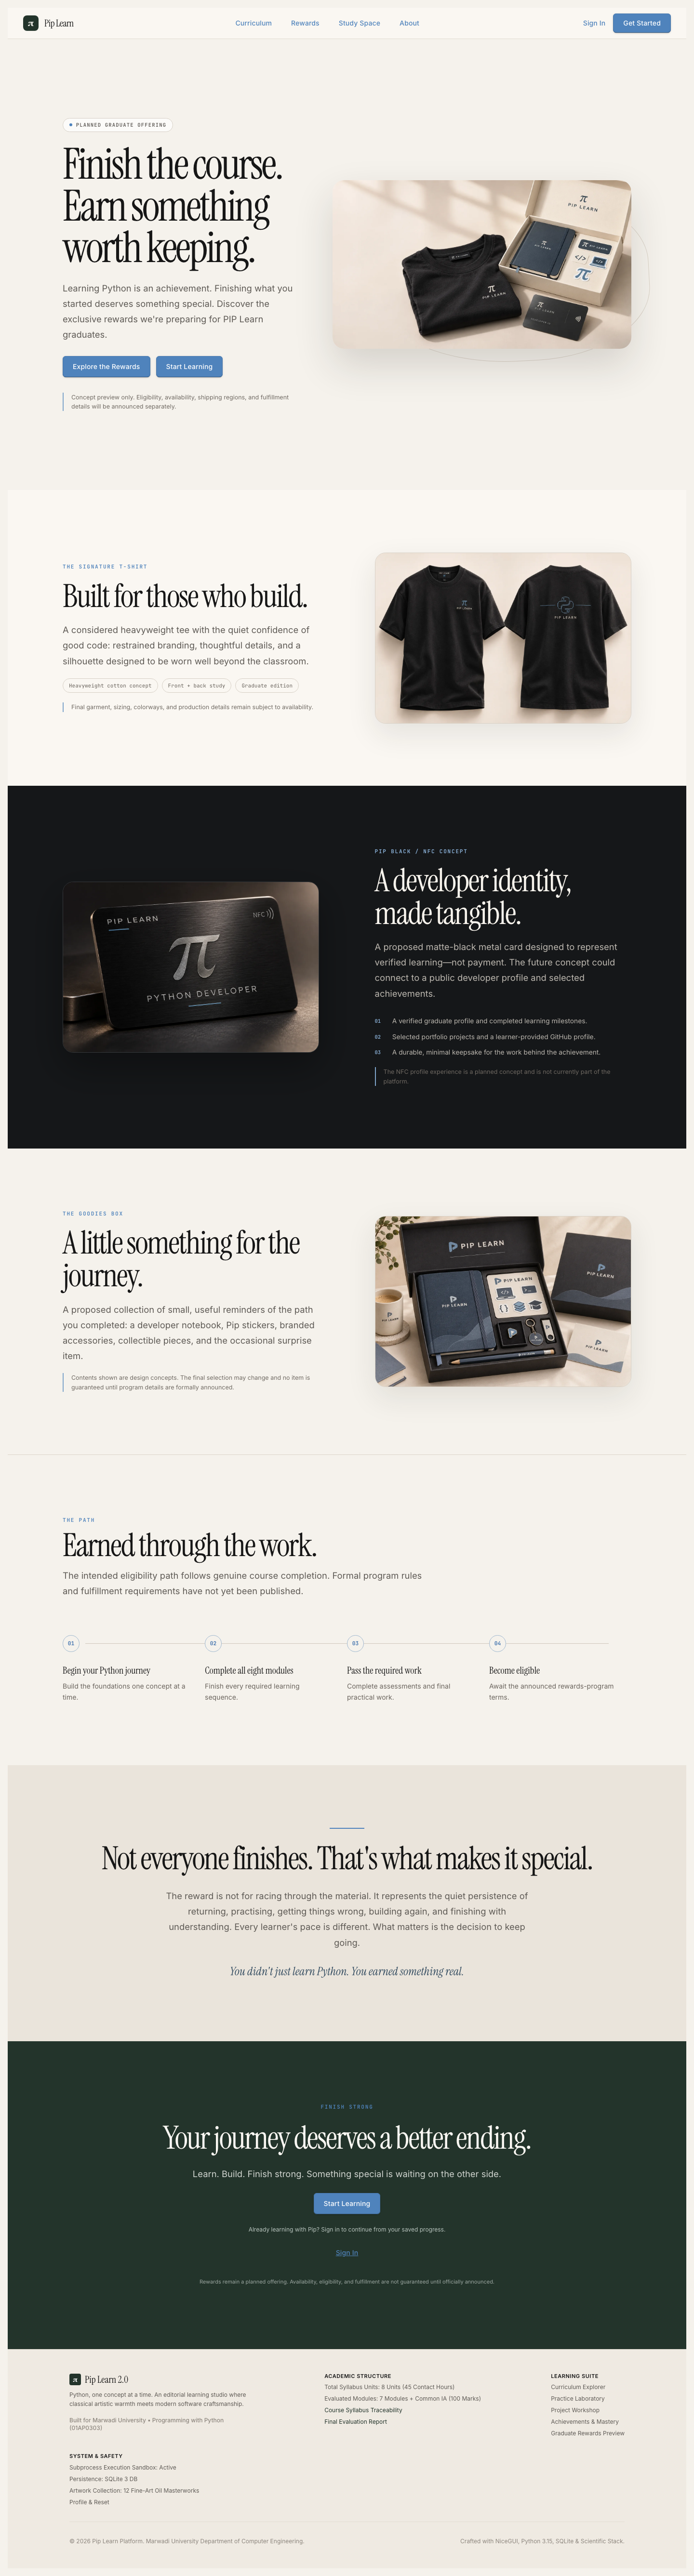 π Pip Learn
Curriculum Rewards Study Space About
Sign In Get Started
PLANNED GRADUATE OFFERING
Finish the course.
Earn something
worth keeping.
Learning Python is an achievement. Finishing what you
started deserves something special. Discover the
exclusive rewards we're preparing for PIP Learn
graduates.
Explore the Rewards Start Learning
Concept preview only. Eligibility, availability, shipping regions, and fulfillment
details will be announced separately.
π
PIP LEARN
π
PIP LEARN
π
PIP LEARN
THE SIGNATURE T-SHIRT
Built for those who build.
A considered heavyweight tee with the quiet confidence of
good code: restrained branding, thoughtful details, and a
silhouette designed to be worn well beyond the classroom.
Heavyweight cotton concept Front + back study Graduate edition
Final garment, sizing, colorways, and production details remain subject to availability.
PIP LEARN
PIP LEARN
PIP BLACK / NFC CONCEPT
A developer identity,
made tangible.
A proposed matte-black metal card designed to represent
verified learning—not payment. The future concept could
connect to a public developer profile and selected
achievements.
01 A verified graduate profile and completed learning milestones.
02 Selected portfolio projects and a learner-provided GitHub profile.
03 A durable, minimal keepsake for the work behind the achievement.
The NFC profile experience is a planned concept and is not currently part of the
platform.
PIP LEARN
NFC
π
PYTHON DEVELOPER
THE GOODIES BOX
A little something for the
journey.
A proposed collection of small, useful reminders of the path
you completed: a developer notebook, Pip stickers, branded
accessories, collectible pieces, and the occasional surprise
item.
Contents shown are design concepts. The final selection may change and no item is
guaranteed until program details are formally announced.
PIP LEARN
PIP LEARN
PIP LEARN
PIP LEARN
PIP LEARN
THE PATH
Earned through the work.
The intended eligibility path follows genuine course completion. Formal program rules
and fulfillment requirements have not yet been published.
01 02 03 04
Begin your Python journey
Build the foundations one concept at a
time.
Complete all eight modules
Finish every required learning
sequence.
Pass the required work
Complete assessments and final
practical work.
Become eligible
Await the announced rewards-program
terms.
Not everyone finishes. That's what makes it special.
The reward is not for racing through the material. It represents the quiet persistence of
returning, practising, getting things wrong, building again, and finishing with
understanding. Every learner's pace is different. What matters is the decision to keep
going.
You didn't just learn Python. You earned something real.
FINISH STRONG
Your journey deserves a better ending.
Learn. Build. Finish strong. Something special is waiting on the other side.
Start Learning
Already learning with Pip? Sign in to continue from your saved progress.
Sign In
Rewards remain a planned offering. Availability, eligibility, and fulfillment are not guaranteed until officially announced.
π Pip Learn 2.0
Python, one concept at a time. An editorial learning studio where
classical artistic warmth meets modern software craftsmanship.
Built for Marwadi University • Programming with Python
(01AP0303)
ACADEMIC STRUCTURE
Total Syllabus Units: 8 Units (45 Contact Hours)
Evaluated Modules: 7 Modules + Common IA (100 Marks)
Course Syllabus Traceability
Final Evaluation Report
LEARNING SUITE
Curriculum Explorer
Practice Laboratory
Project Workshop
Achievements & Mastery
Graduate Rewards Preview
SYSTEM & SAFETY
Subprocess Execution Sandbox: Active
Persistence: SQLite 3 DB
Artwork Collection: 12 Fine-Art Oil Masterworks
Profile & Reset
© 2026 Pip Learn Platform. Marwadi University Department of Computer Engineering.
Crafted with NiceGUI, Python 3.15, SQLite & Scientific Stack.